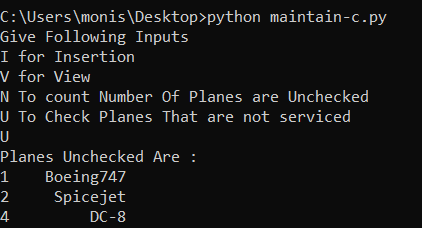 C:\Users\monis\Desktop>python maintain-c.py
Give Following Inputs
I for Insertion
V for View
N To count Number Of Planes are Unchecked
U To Check Planes That are not serviced
U
Planes Unchecked Are :
1    Boeing747
2     Spicejet
4         DC-8